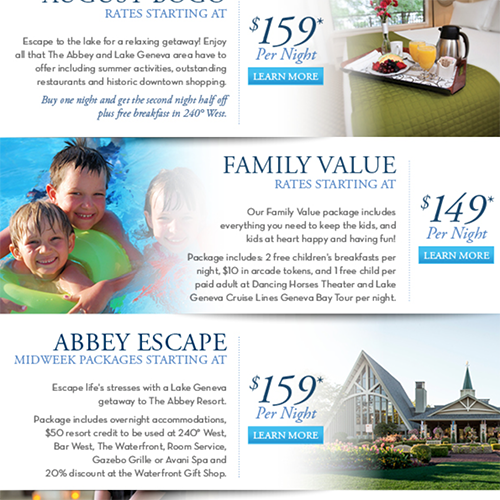 AUGUST BOGO
RATES STARTING AT
$159*
Per Night
LEARN MORE
Escape to the lake for a relaxing getaway! Enjoy
all that The Abbey and Lake Geneva area have to
offer including summer activities, outstanding
restaurants and historic downtown shopping.
Buy one night and get the second night half off
plus free breakfast in 240° West.
FAMILY VALUE
RATES STARTING AT
Our Family Value package includes
everything you need to keep the kids, and
kids at heart happy and having fun!
Package includes: 2 free children's breakfasts per
night, $10 in arcade tokens, and 1 free child per
paid adult at Dancing Horses Theater and Lake
Geneva Cruise Lines Geneva Bay Tour per night.
$149*
Per Night
LEARN MORE
ABBEY ESCAPE
MIDWEEK PACKAGES STARTING AT
Escape life's stresses with a Lake Geneva
getaway to The Abbey Resort.
Package includes overnight accommodations,
$50 resort credit to be used at 240° West,
Bar West, The Waterfront, Room Service,
Gazebo Grille or Avani Spa and
20% discount at the Waterfront Gift Shop.
$159*
Per Night
LEARN MORE